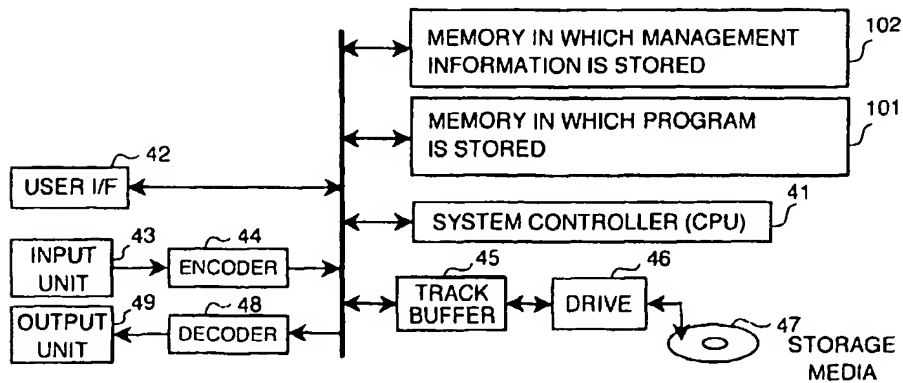 102
MEMORY IN WHICH MANAGEMENT
INFORMATION IS STORED
101
MEMORY IN WHICH PROGRAM
IS STORED
42
USER I/F
41
SYSTEM CONTROLLER (CPU)
43
INPUT
UNIT
44
ENCODER
45
TRACK
BUFFER
46
DRIVE
47
STORAGE
MEDIA
49
OUTPUT
UNIT
48
DECODER